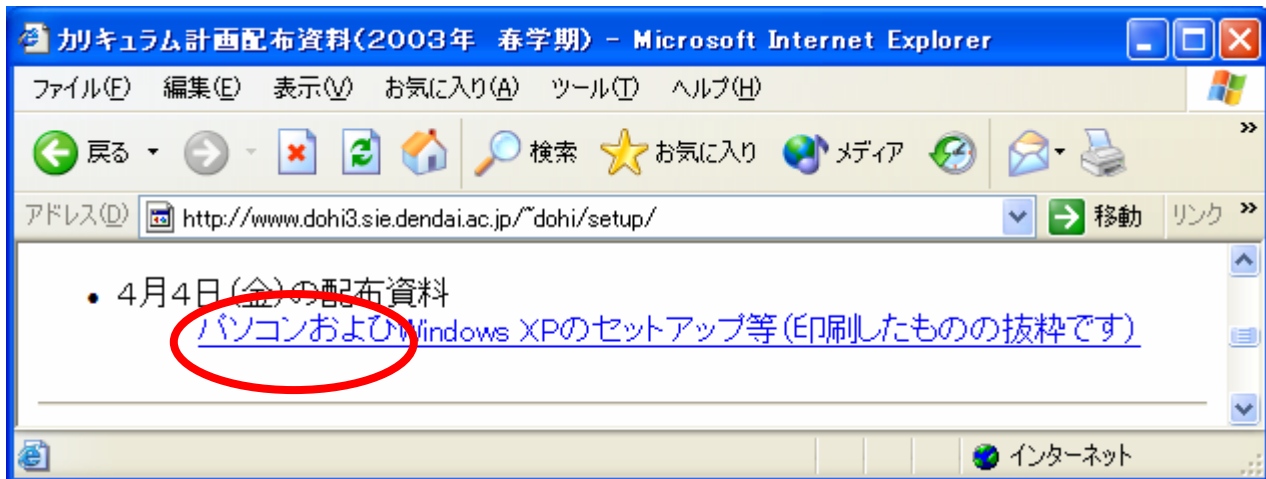 カリキュラム計画配布資料(2003年 春学期) - Microsoft Internet Explorer
ファイル(F) 編集(E) 表示(V) お気に入り(A) ツール(T) ヘルプ(H)
戻る 検索 お気に入り メディア »
アドレス(D) http://www.dohi3.sie.dendai.ac.jp/~dohi/setup/ 移動 リンク »
• 4月4日(金)の配布資料
パソコンおよびWindows XPのセットアップ等(印刷したものの抜粋です)
インターネット